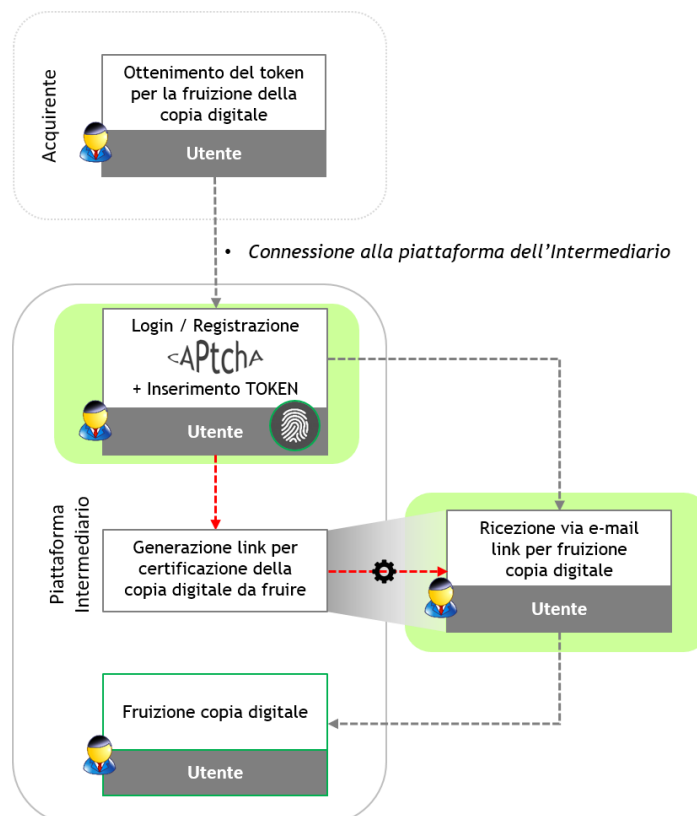 Acquirente
Ottenimento del token
per la fruizione della
copia digitale
Utente
• Connessione alla piattaforma dell'Intermediario
Login / Registrazione
cAPtchA
+ Inserimento TOKEN
Utente
Piattaforma
Intermediario
Generazione link per
certificazione della
copia digitale da fruire
Ricezione via e-mail
link per fruizione
copia digitale
Utente
Fruizione copia digitale
Utente